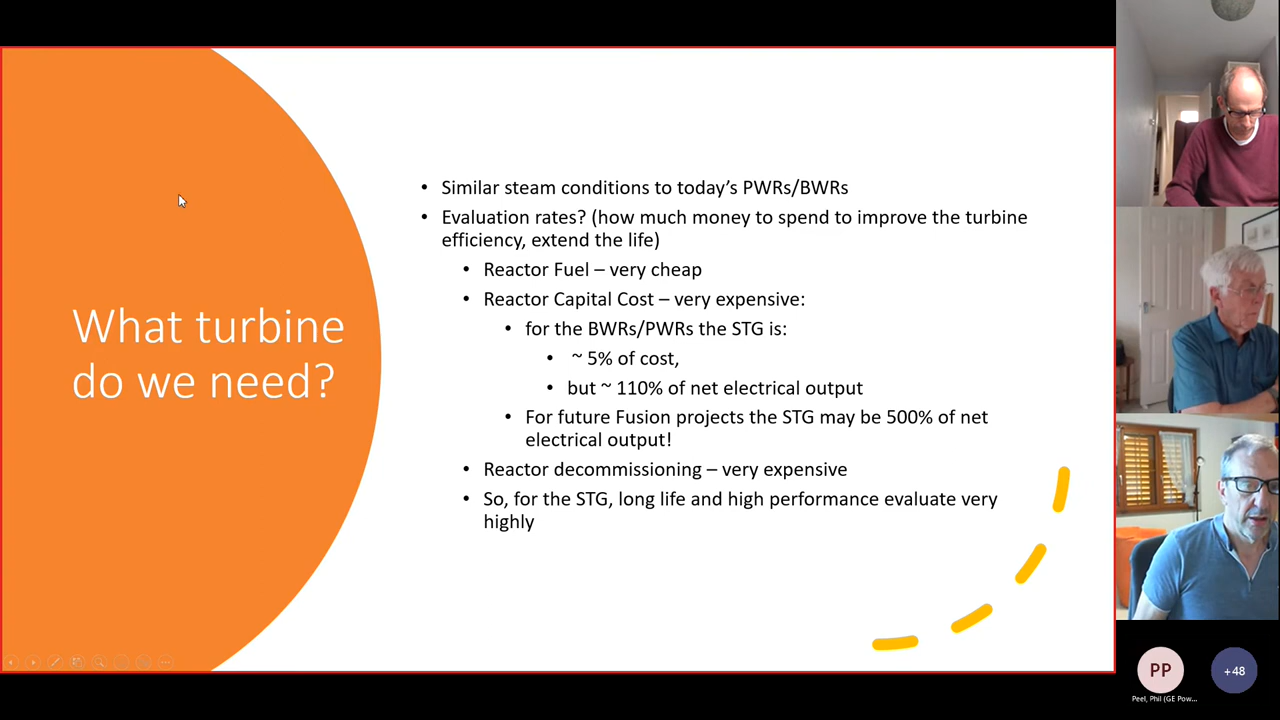 What turbine
do we need?
• Similar steam conditions to today's PWRs/BWRs
• Evaluation rates? (how much money to spend to improve the turbine
efficiency, extend the life)
• Reactor Fuel – very cheap
• Reactor Capital Cost – very expensive:
• for the BWRs/PWRs the STG is:
• ~ 5% of cost,
• but ~ 110% of net electrical output
• For future Fusion projects the STG may be 500% of net
electrical output!
• Reactor decommissioning – very expensive
• So, for the STG, long life and high performance evaluate very
highly
PP
+48
Peel, Phil (GE Pow...